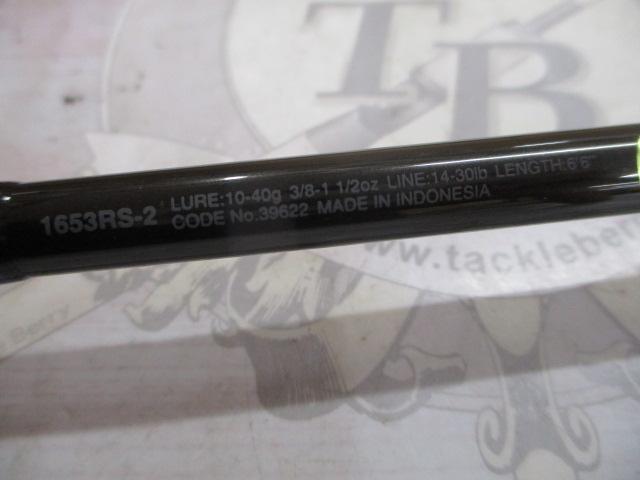 TB
1653RS-2 LURE:10-40g 3/8-1 1/2oz LINE:14-30lb LENGTH:6'6"
CODE No.39622 MADE IN INDONESIA
www.tackleber
Berry